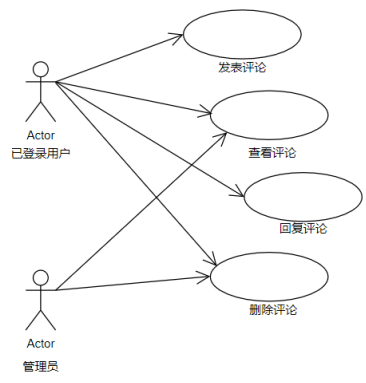 发表评论
Actor
已登录用户
查看评论
回复评论
删除评论
Actor
管理员